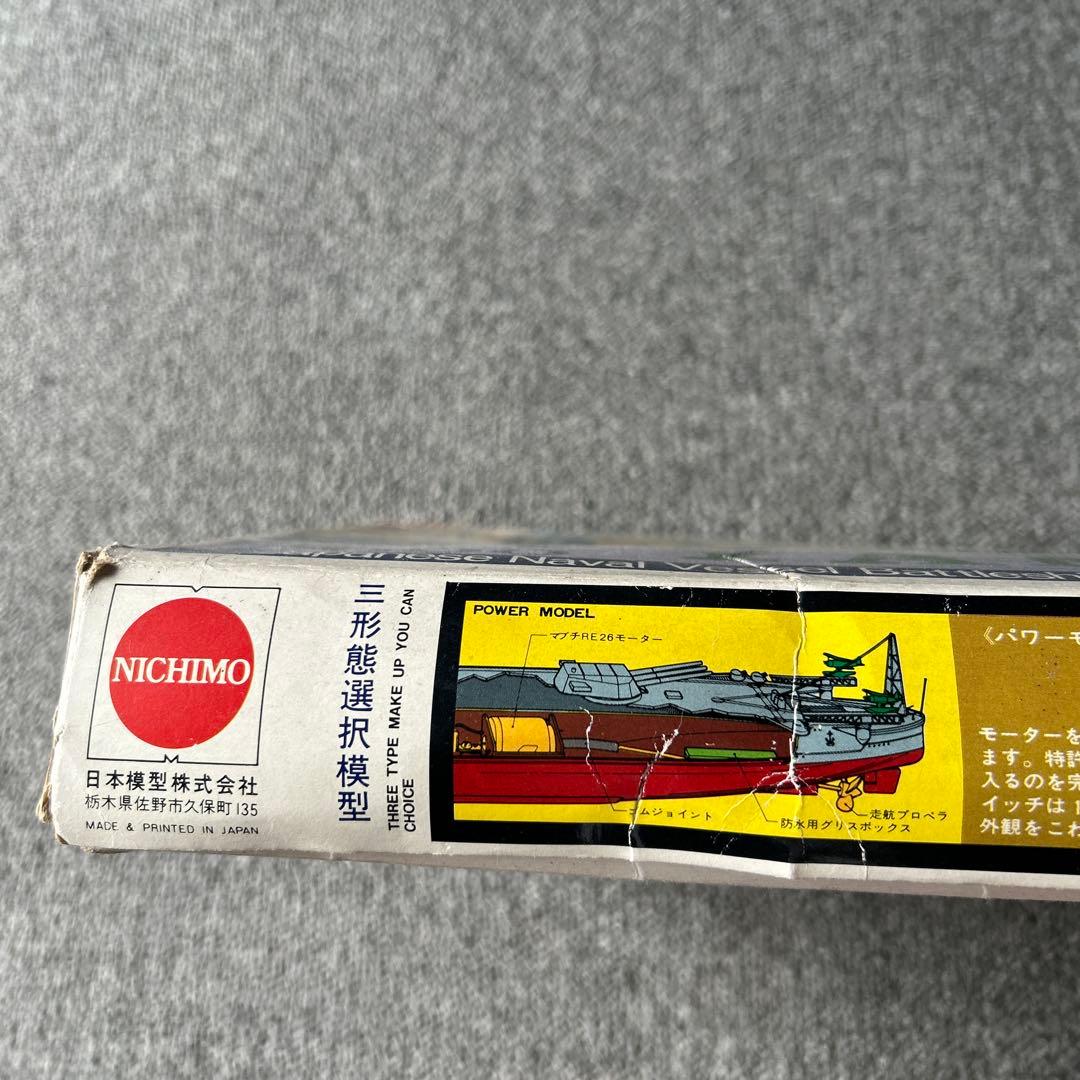 Japanese Naval Vessel
NICHIMO
日本模型株式会社
栃木県佐野市久保町135
MADE & PRINTED IN JAPAN
三形態選択模型
THREE TYPE MAKE UP YOU CAN
CHOICE
POWER MODEL
マブチRE26モーター
ゴムジョイント
防水用グリスボックス
走航プロペラ
《パワーモ
モーターを
ます。特許
入るのを完
イッチは1
外観をこわ